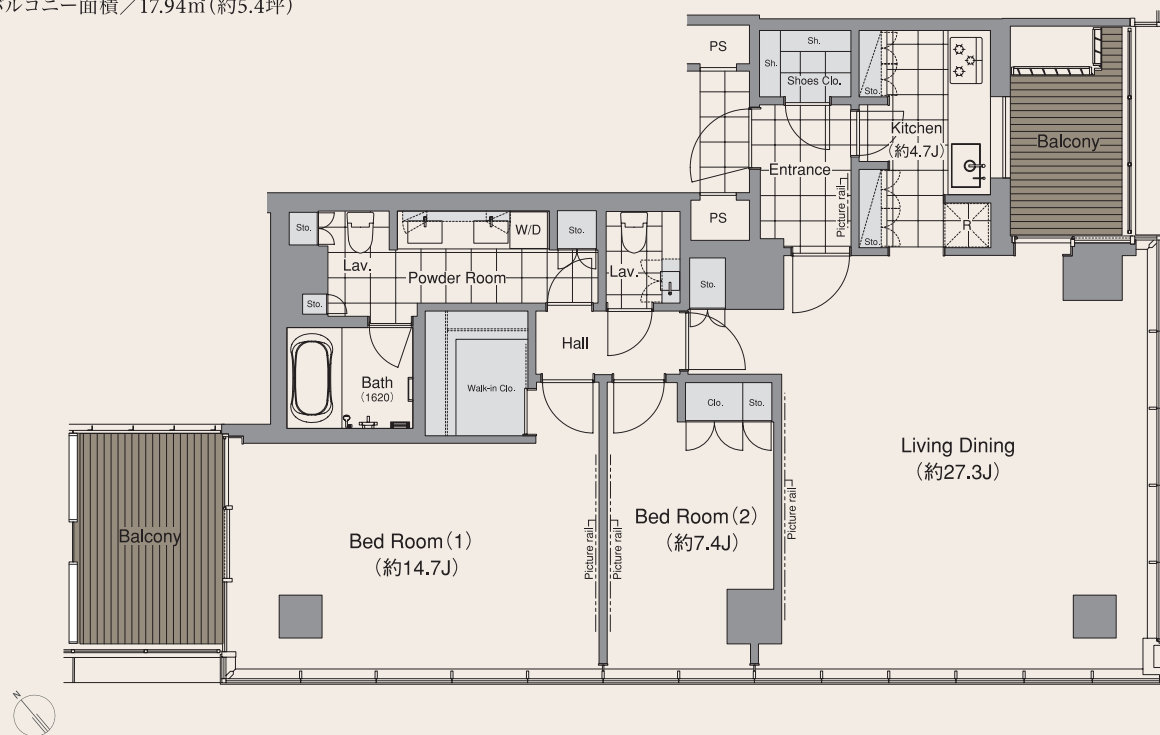 バルコニー面積／17.94㎡（約5.4坪）
PS
Sh.
Sh.
Shoes Clo.
Sto.
Kitchen
（約4.7J）
Balcony
Entrance
Picture rail
PS
Sto.
R
Sto.
W/D
Sto.
Lav.
Powder Room
Lav.
Sto.
Sto.
Hall
Bath
（1620）
Walk-in Clo.
Clo.
Sto.
Living Dining
（約27.3J）
Picture rail
Balcony
Bed Room（1）
（約14.7J）
Picture rail
Picture rail
Bed Room（2）
（約7.4J）
N